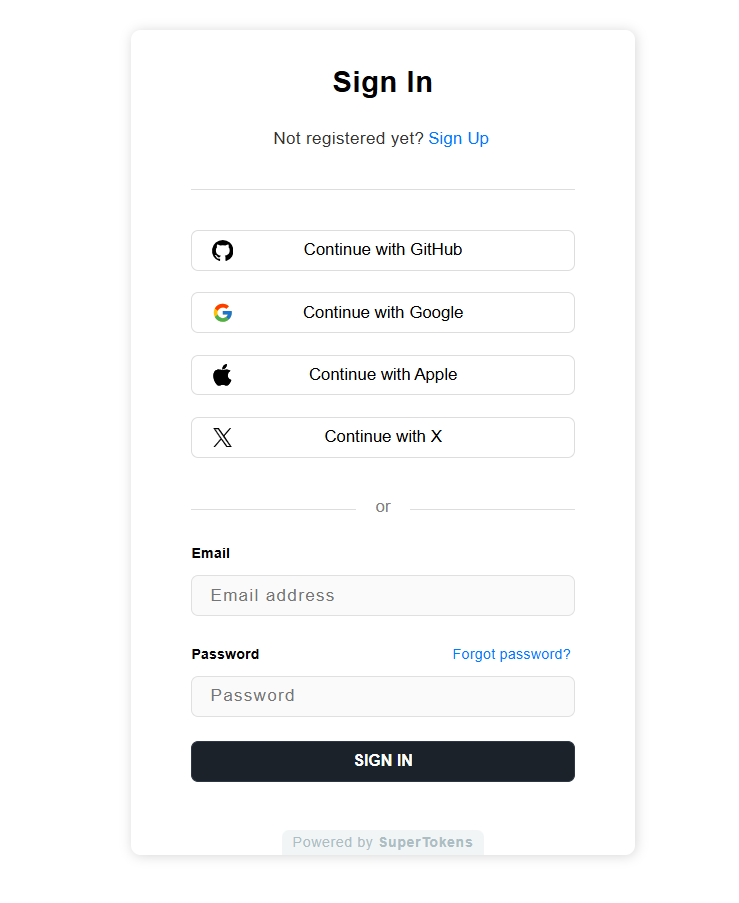 Sign In
Not registered yet? Sign Up
Continue with GitHub
Continue with Google
Continue with Apple
Continue with X
or
Email
Email address
Password Forgot password?
Password
SIGN IN
Powered by SuperTokens